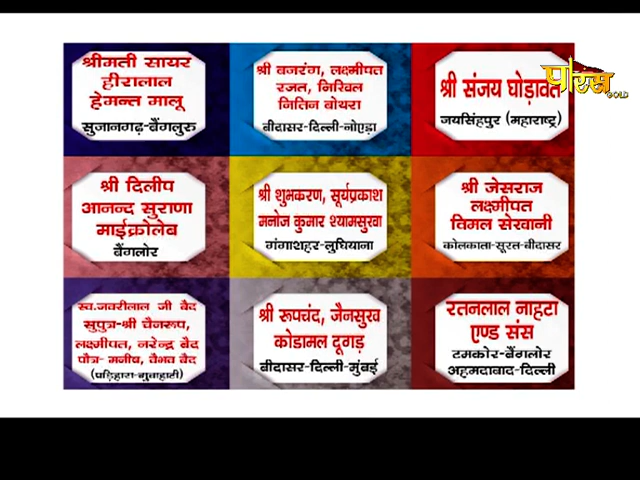 श्रीमती सायर
हीरालाल
हेमन्त मालू
सुजानगढ़-बैंगलुरु
श्री बजरंग, लक्ष्मीपत
रजत, निखिल
नितिन बोथरा
बीदासर-दिल्ली-नोएडा
श्री संजय घोड़ावत
जयसिंहपुर (महाराष्ट्र)
पारस
GOLD
श्री दिलीप
आनन्द सुराणा
माईक्रोलेब
बैंगलोर
श्री शुभकरण, सूर्यप्रकाश
मनोज कुमार श्यामसुखा
गंगाशहर-लुधियाना
श्री जेसराज
लक्ष्मीपत
विमल सेखानी
कोलकाता-सूरत-बीदासर
स्व.जवरीलाल जी बैद
सुपुत्र-श्री चैनरूप,
लक्ष्मीपत, नरेन्द्र बैद
पौत्र- मनीष, वैभव बैद
(पड़िहारा-गुवाहाटी)
श्री रूपचंद, जैनसुख
कोडामल दूगड़
बीदासर-दिल्ली-मुंबई
रतनलाल नाहटा
एण्ड संस
टमकोर-बैंगलोर
अहमदाबाद-दिल्ली